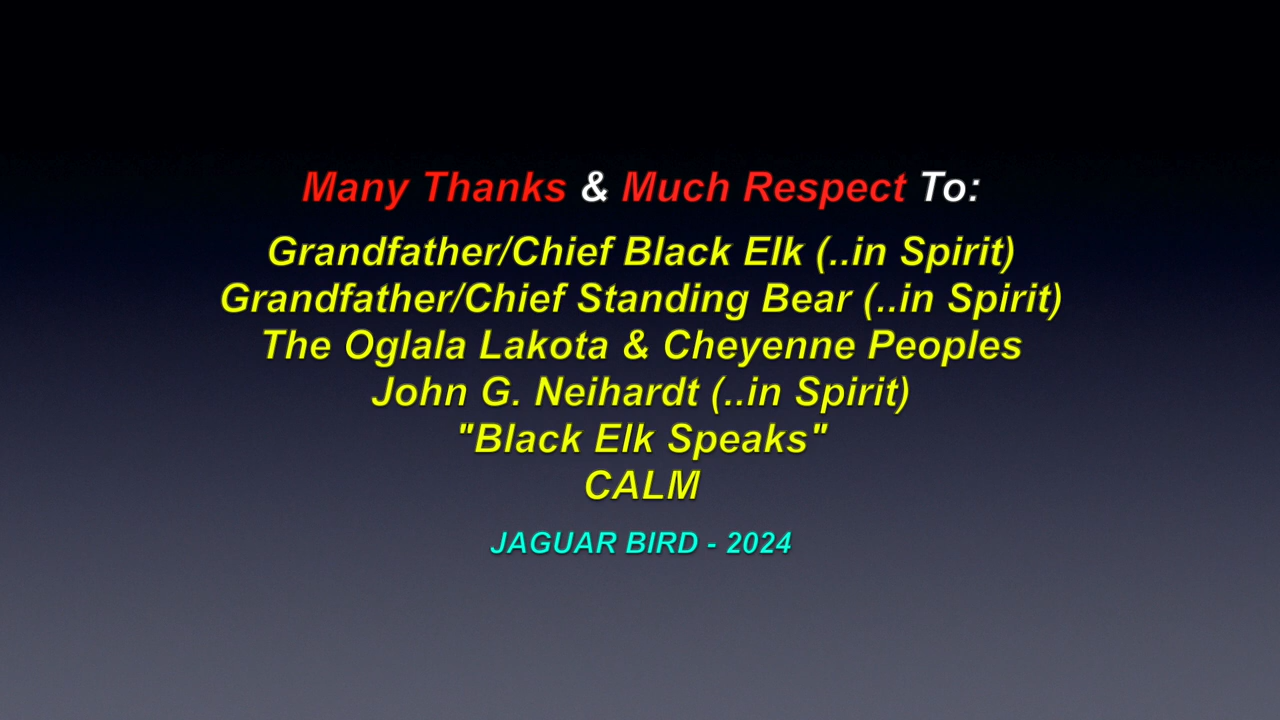 Many Thanks & Much Respect To:
Grandfather/Chief Black Elk (..in Spirit)
Grandfather/Chief Standing Bear (..in Spirit)
The Oglala Lakota & Cheyenne Peoples
John G. Neihardt (..in Spirit)
"Black Elk Speaks"
CALM
JAGUAR BIRD - 2024